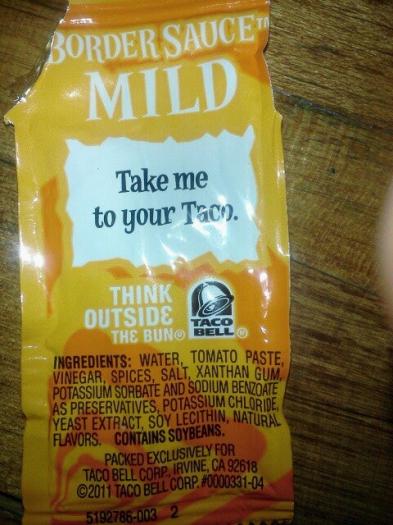 BORDER SAUCE™
MILD
Take me
to your Taco.
THINK
OUTSIDE
THE BUN®
TACO
BELL®
INGREDIENTS: WATER, TOMATO PASTE,
VINEGAR, SPICES, SALT, XANTHAN GUM,
POTASSIUM SORBATE AND SODIUM BENZOATE
AS PRESERVATIVES, POTASSIUM CHLORIDE,
YEAST EXTRACT, SOY LECITHIN, NATURAL
FLAVORS. CONTAINS SOYBEANS.
PACKED EXCLUSIVELY FOR
TACO BELL CORP., IRVINE, CA 92618
©2011 TACO BELL CORP. #0000331-04
5192786-003 2